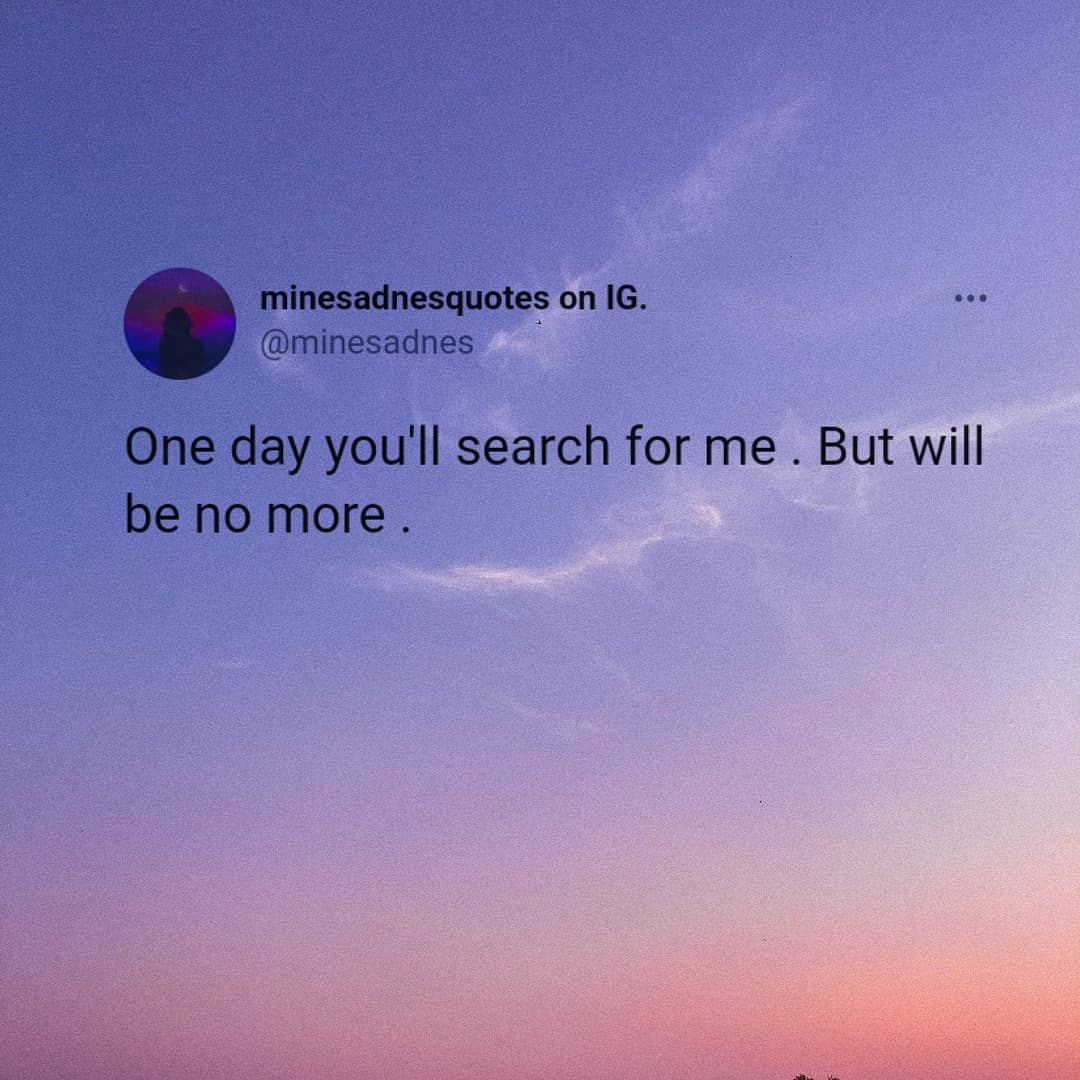 minesadnesquotes on IG.
@minesadnes
One day you'll search for me . But will
be no more .